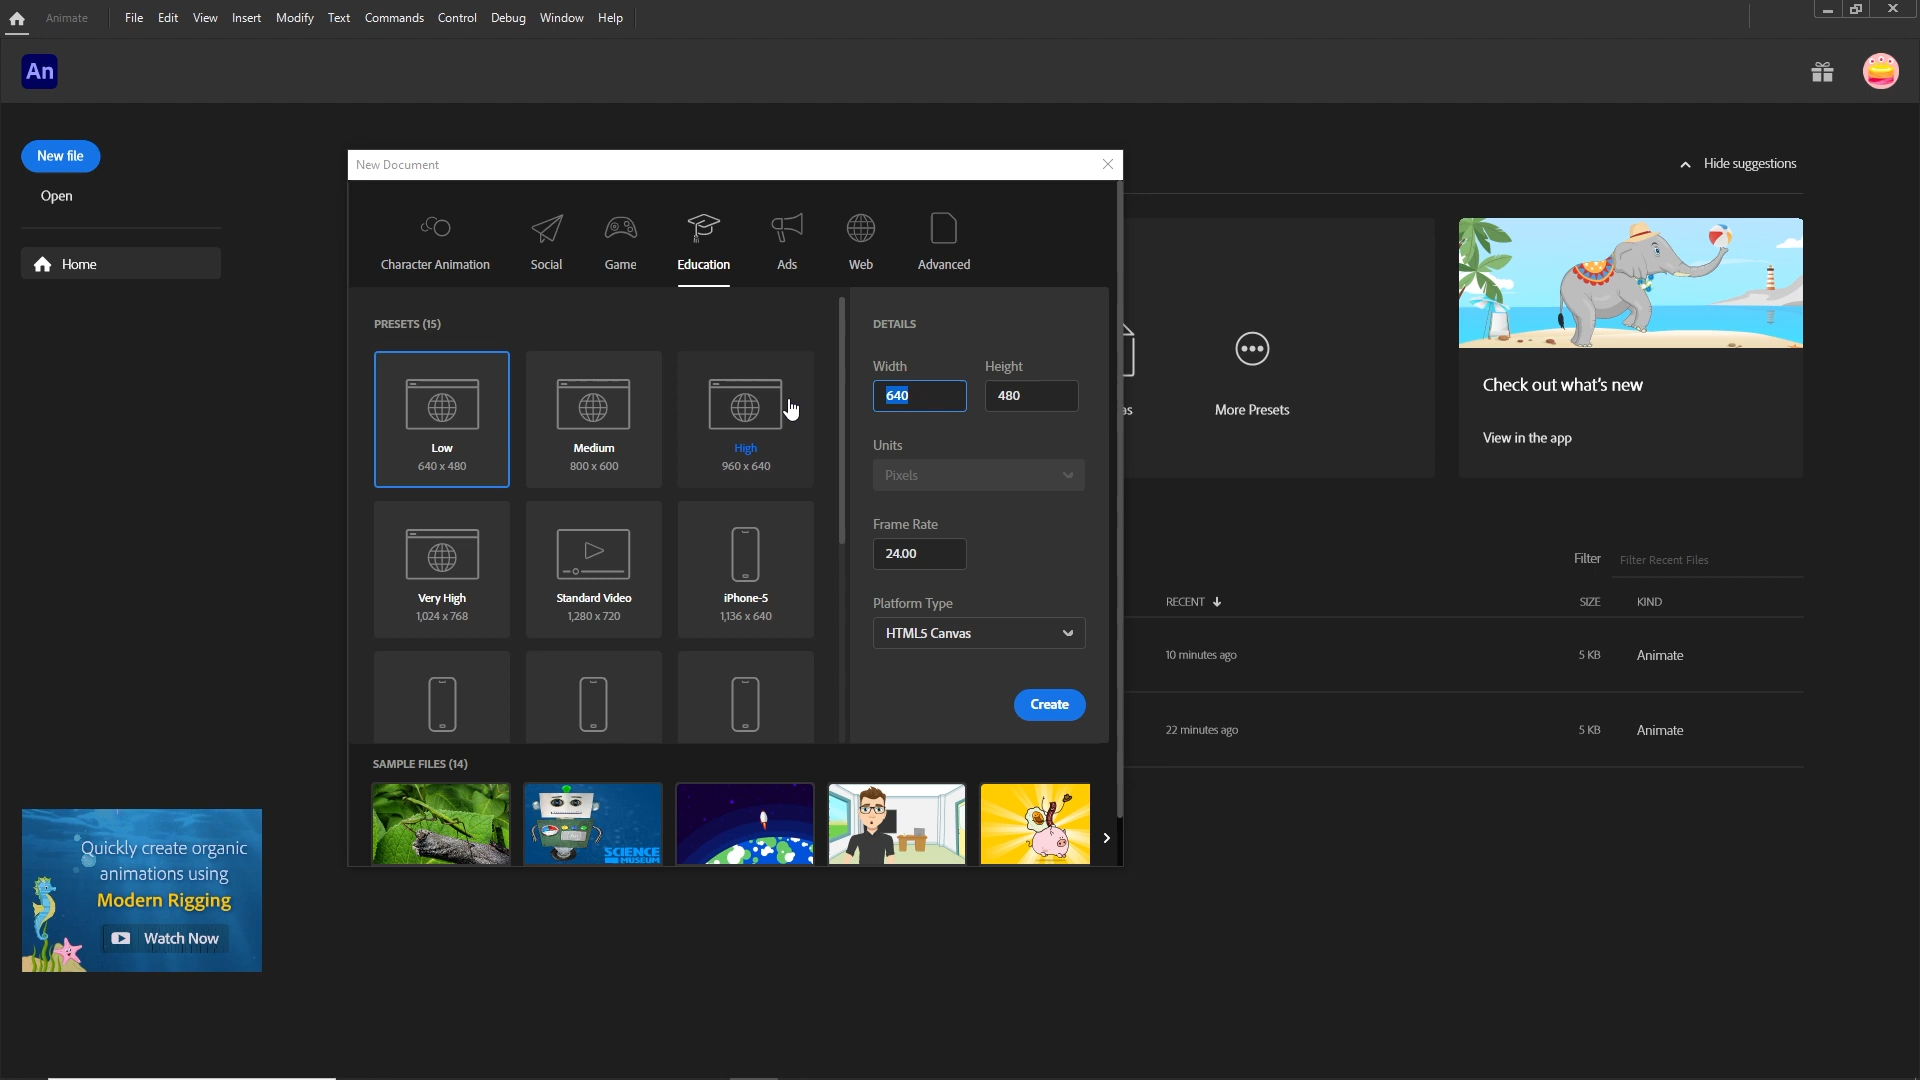 Animate
File Edit View Insert Modify Text Commands Control Debug Window Help
An
New file
Open
Home
Hide suggestions
New Document
Character Animation
Social
Game
Education
Ads
Web
Advanced
PRESETS (15)
Low
640 x 480
Medium
800 x 600
High
960 x 640
Very High
1,024 x 768
Standard Video
1,280 x 720
iPhone-5
1,136 x 640
DETAILS
Width
640
Height
480
Units
Pixels
Frame Rate
24.00
Platform Type
HTML5 Canvas
Create
SAMPLE FILES (14)
SCIENCE
MUSEUM
as
More Presets
Check out what's new
View in the app
Filter Filter Recent Files
RECENT SIZE KIND
10 minutes ago 5 KB Animate
22 minutes ago 5 KB Animate
Quickly create organic
animations using
Modern Rigging
Watch Now